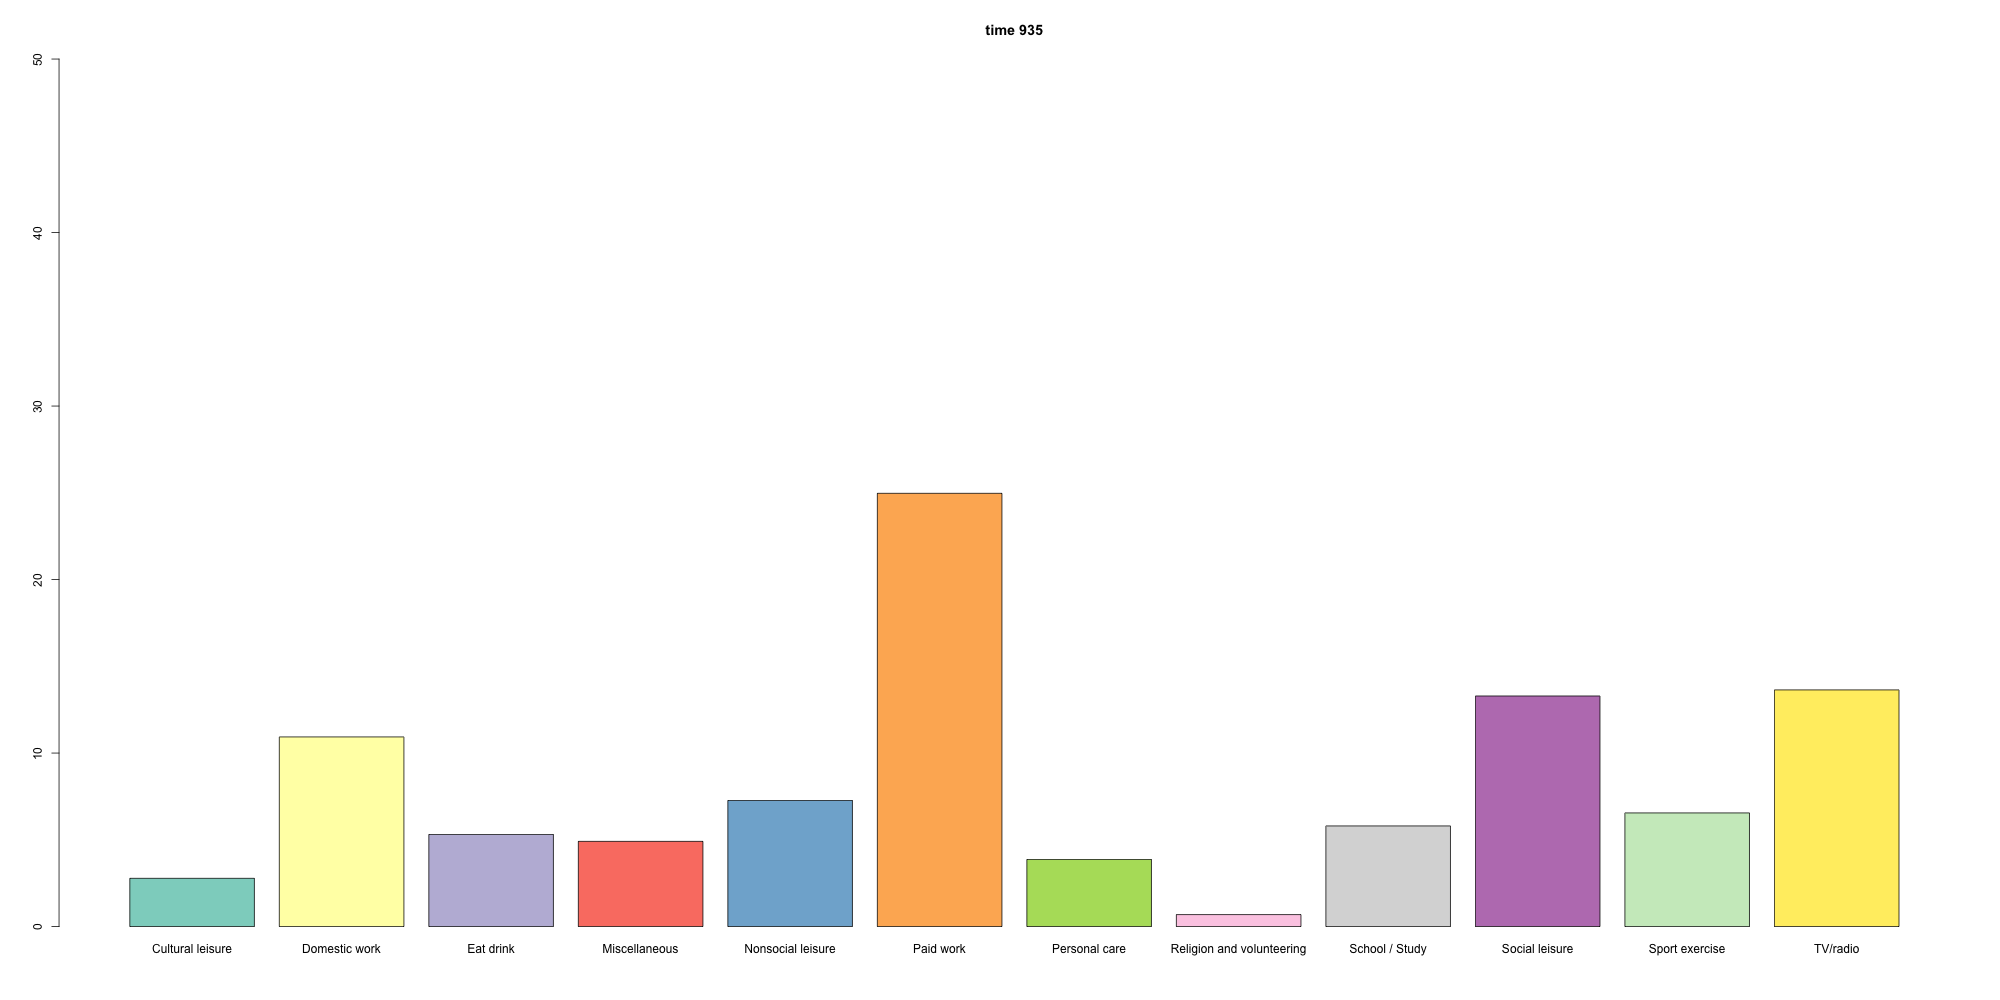 time 935
50
40
30
20
10
0
Cultural leisure
Domestic work
Eat drink
Miscellaneous
Nonsocial leisure
Paid work
Personal care
Religion and volunteering
School / Study
Social leisure
Sport exercise
TV/radio